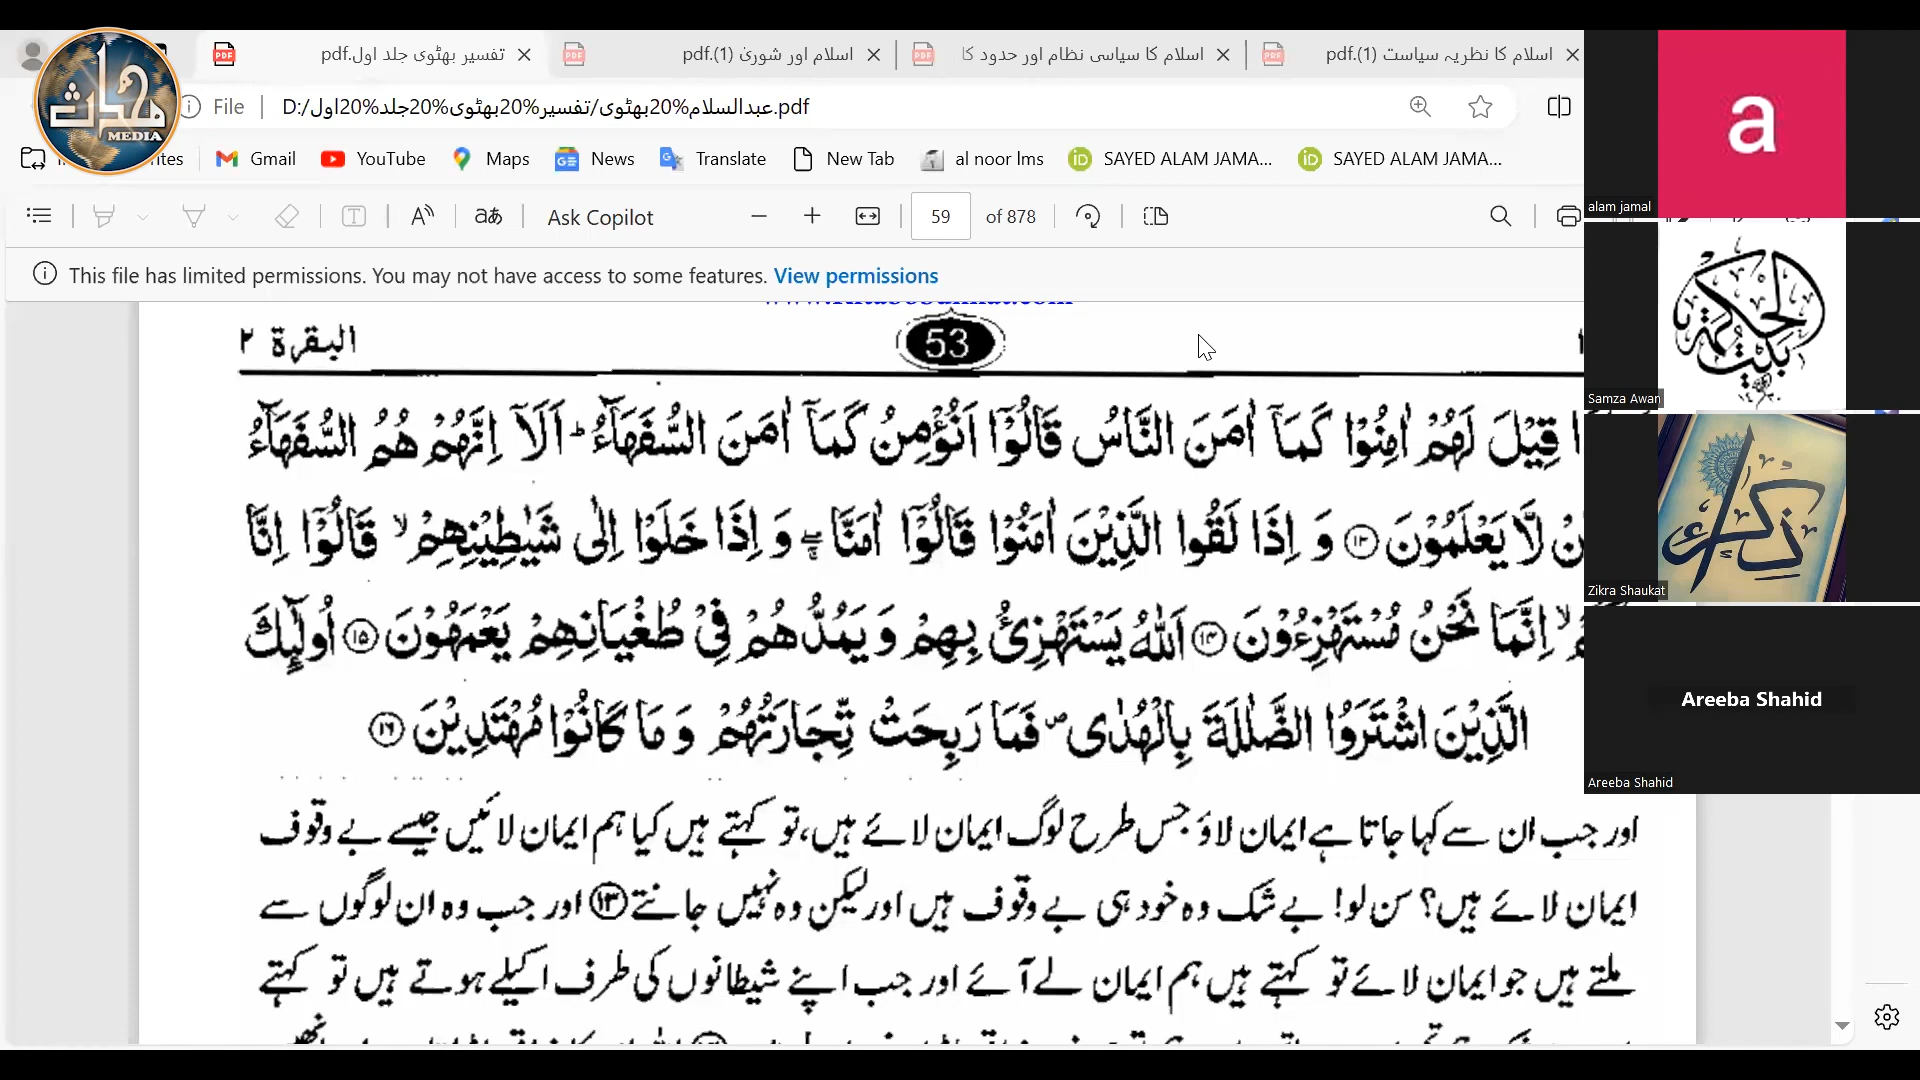 تفسیر بھٹوی جلد اول.pdf
اسلام اور شوریٰ (1).pdf
اسلام کا سیاسی نظام اور حدود کا
اسلام کا نظریہ سیاست (1).pdf
محدث
MEDIA
File
D:/عبدالسلام%20بھٹوی/تفسیر%20بھٹوی%20جلد%20اول.pdf
Gmail
YouTube
Maps
News
Translate
New Tab
al noor lms
SAYED ALAM JAMA...
SAYED ALAM JAMA...
Ask Copilot
59 of 878
This file has limited permissions. You may not have access to some features. View permissions
البقرة ٢
53
قِيْلَ لَهُمْ اٰمِنُوْا كَمَاۤ اٰمَنَ النَّاسُ قَالُوْۤا اَنُؤْمِنُ كَمَاۤ اٰمَنَ السُّفَهَآءُ ؕ اَلَاۤ اِنَّهُمْ هُمُ السُّفَهَآءُ
لَّا يَعْلَمُوْنَ ۝۱۳ وَ اِذَا لَقُوا الَّذِيْنَ اٰمَنُوْا قَالُوْۤا اٰمَنَّا ۖۚ وَ اِذَا خَلَوْا اِلٰى شَيٰطِيْنِهِمْ ۙ قَالُوْۤا اِنَّا
اِنَّمَا نَحْنُ مُسْتَهْزِءُوْنَ ۝۱۴ اَللّٰهُ يَسْتَهْزِئُ بِهِمْ وَ يَمُدُّهُمْ فِيْ طُغْيَانِهِمْ يَعْمَهُوْنَ ۝۱۵ اُولٰٓىِٕكَ
الَّذِيْنَ اشْتَرَوُا الضَّلٰلَةَ بِالْهُدٰى ۪ فَمَا رَبِحَتْ تِّجَارَتُهُمْ وَ مَا كَانُوْا مُهْتَدِيْنَ ۝۱۶
اور جب ان سے کہا جاتا ہے ایمان لاؤ جس طرح لوگ ایمان لائے ہیں، تو کہتے ہیں کیا ہم ایمان لائیں جیسے بے وقوف
ایمان لائے ہیں؟ سن لو! بے شک وہ خود ہی بے وقوف ہیں اور لیکن وہ نہیں جانتے ۝۱۳ اور جب وہ ان لوگوں سے
ملتے ہیں جو ایمان لائے تو کہتے ہیں ہم ایمان لے آئے اور جب اپنے شیطانوں کی طرف اکیلے ہوتے ہیں تو کہتے
a
alam jamal
بیت الحکمة
Samza Awan
ذکریٰ
Zikra Shaukat
Areeba Shahid
Areeba Shahid